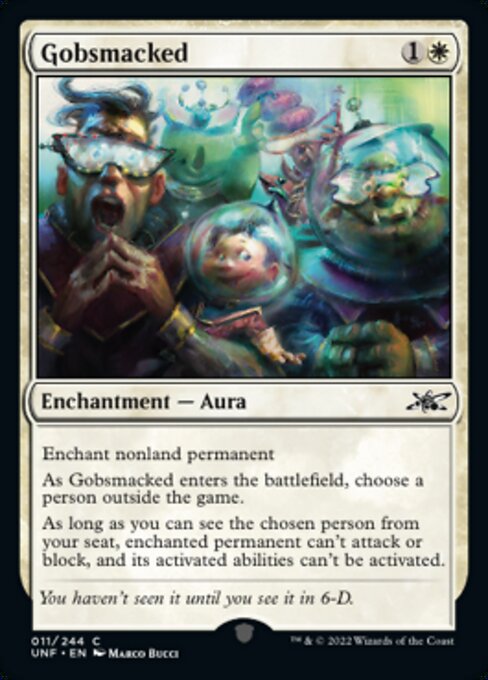 Gobsmacked 1
Enchantment — Aura
Enchant nonland permanent
As Gobsmacked enters the battlefield, choose a
person outside the game.
As long as you can see the chosen person from
your seat, enchanted permanent can't attack or
block, and its activated abilities can't be activated.
You haven't seen it until you see it in 6-D.
011/244 C
UNF • EN Marco Bucci
™ & © 2022 Wizards of the Coast